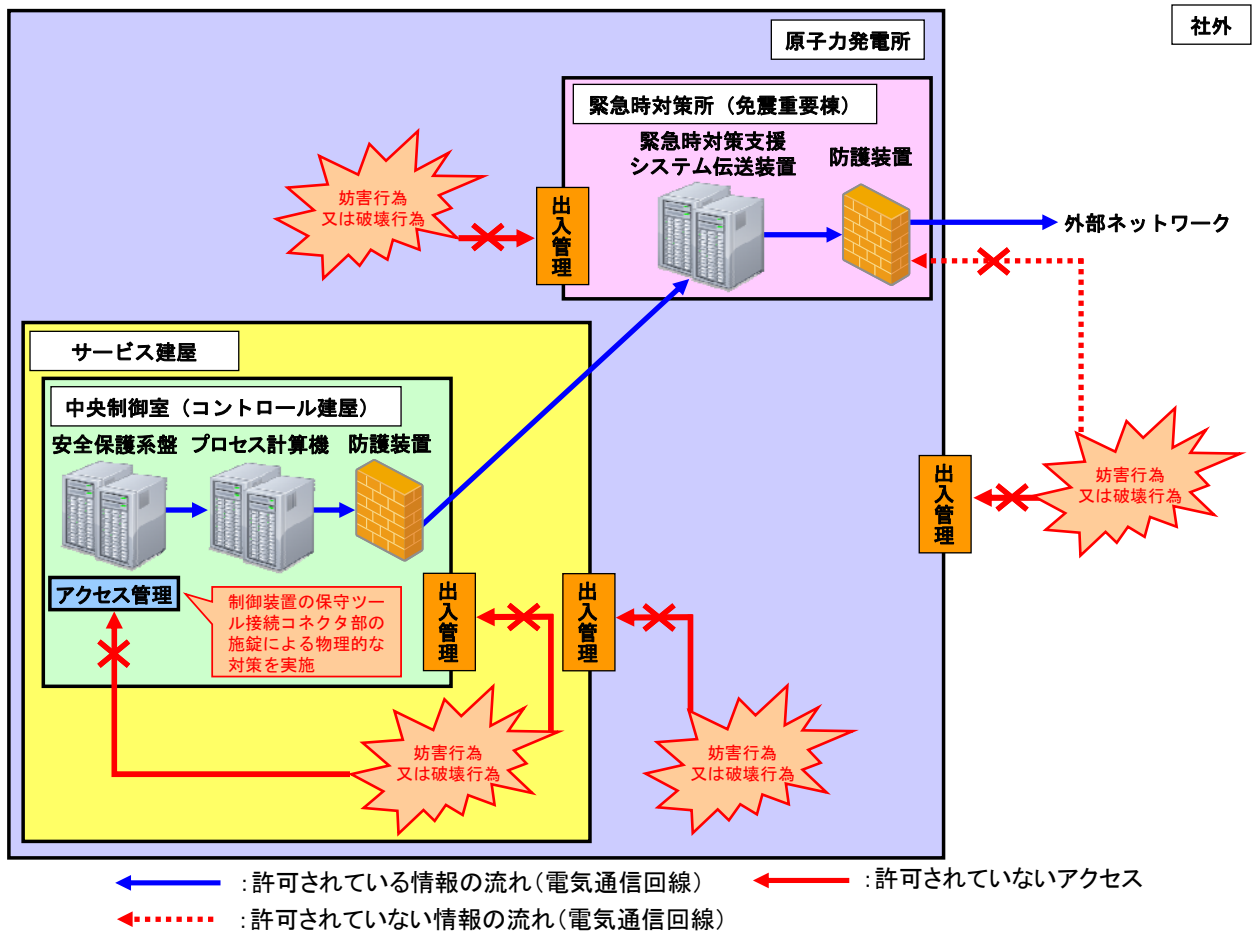 社外
原子力発電所
緊急時対策所（免震重要棟）
緊急時対策支援
システム伝送装置
防護装置
妨害行為
又は破壊行為
出入管理
外部ネットワーク
サービス建屋
中央制御室（コントロール建屋）
安全保護系盤
プロセス計算機
防護装置
出入管理
妨害行為
又は破壊行為
アクセス管理
制御装置の保守ツー
ル接続コネクタ部の
施錠による物理的な
対策を実施
出入管理
出入管理
妨害行為
又は破壊行為
妨害行為
又は破壊行為
：許可されている情報の流れ（電気通信回線）
：許可されていないアクセス
：許可されていない情報の流れ（電気通信回線）